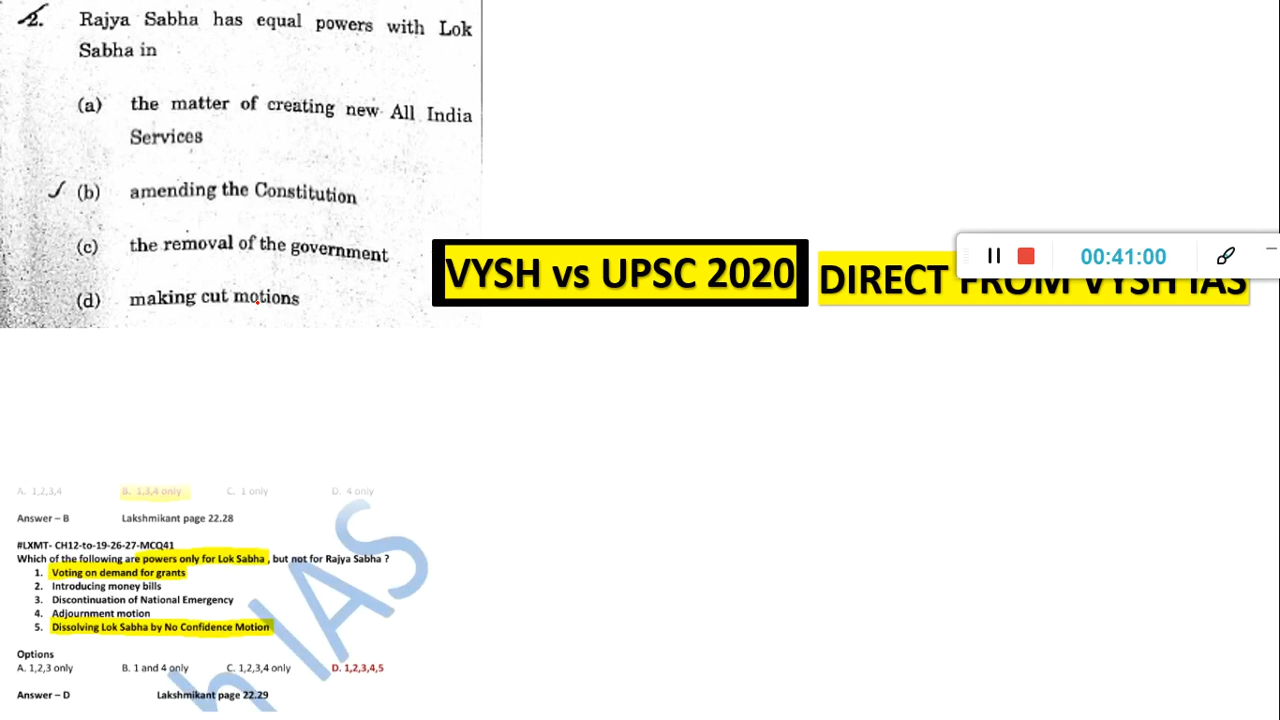 2. Rajya Sabha has equal powers with Lok
Sabha in
(a) the matter of creating new All India
Services
(b) amending the Constitution
(c) the removal of the government
(d) making cut motions
VYSH vs UPSC 2020
DIRECT FROM VYSH IAS
00:41:00
A. 1,2,3,4 B. 1,3,4 only C. 1 only D. 4 only
Answer – B Lakshmikant page 22.28
#LXMT- CH12-to-19-26-27-MCQ41
Which of the following are powers only for Lok Sabha , but not for Rajya Sabha ?
1. Voting on demand for grants
2. Introducing money bills
3. Discontinuation of National Emergency
4. Adjournment motion
5. Dissolving Lok Sabha by No Confidence Motion
Options
A. 1,2,3 only B. 1 and 4 only C. 1,2,3,4 only D. 1,2,3,4,5
Answer – D Lakshmikant page 22.29
h IAS